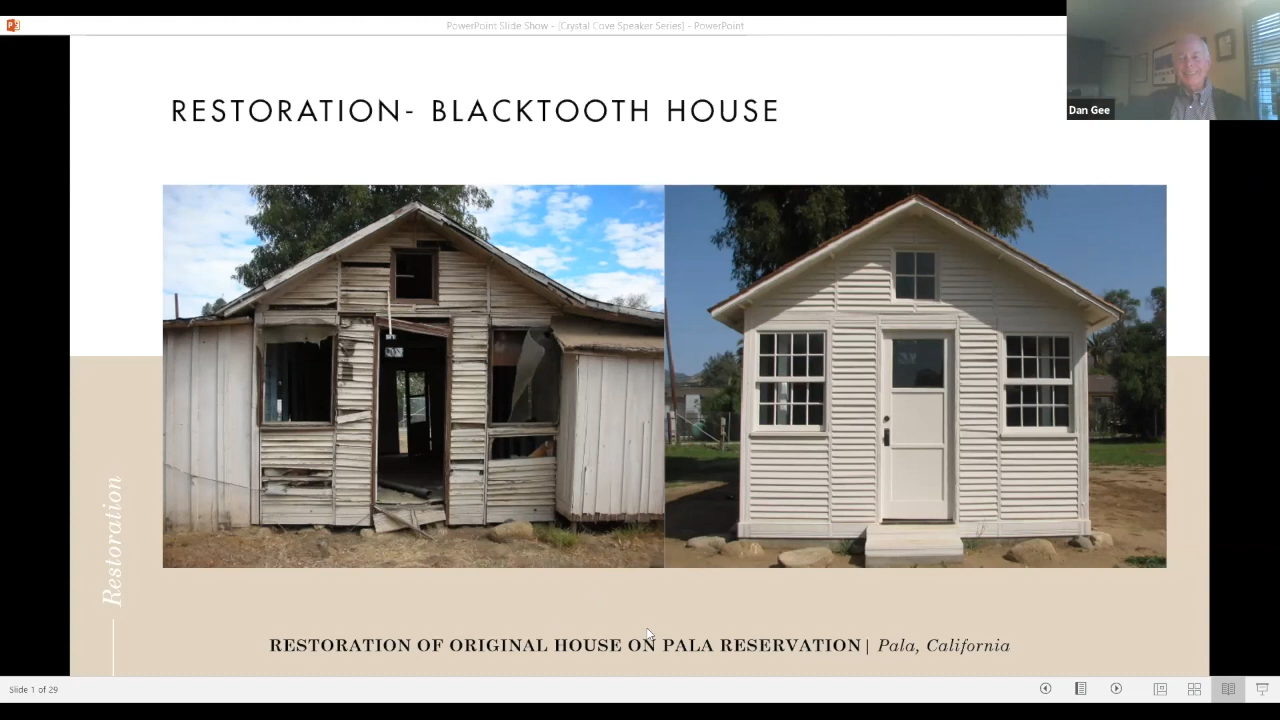 PowerPoint Slide Show - [Crystal Cove Speaker Series] - PowerPoint
Dan Gee
RESTORATION- BLACKTOOTH HOUSE
Restoration
RESTORATION OF ORIGINAL HOUSE ON PALA RESERVATION | Pala, California
Slide 1 of 29